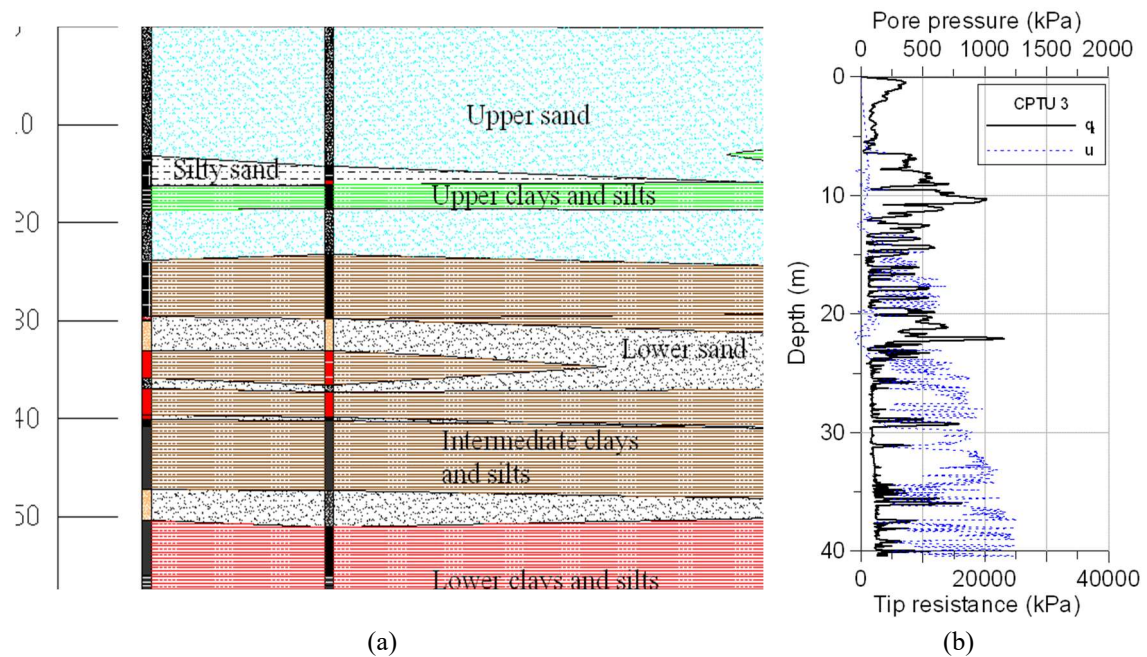 Upper sand
.0
Silty sand
Upper clays and silts
20
30
Lower sand
40
Intermediate clays
and silts
50
Lower clays and silts
(a)
Pore pressure (kPa)
0 500 1000 1500 2000
CPTU 3
q
u
Depth (m)
0
10
20
30
40
0 20000 40000
Tip resistance (kPa)
(b)